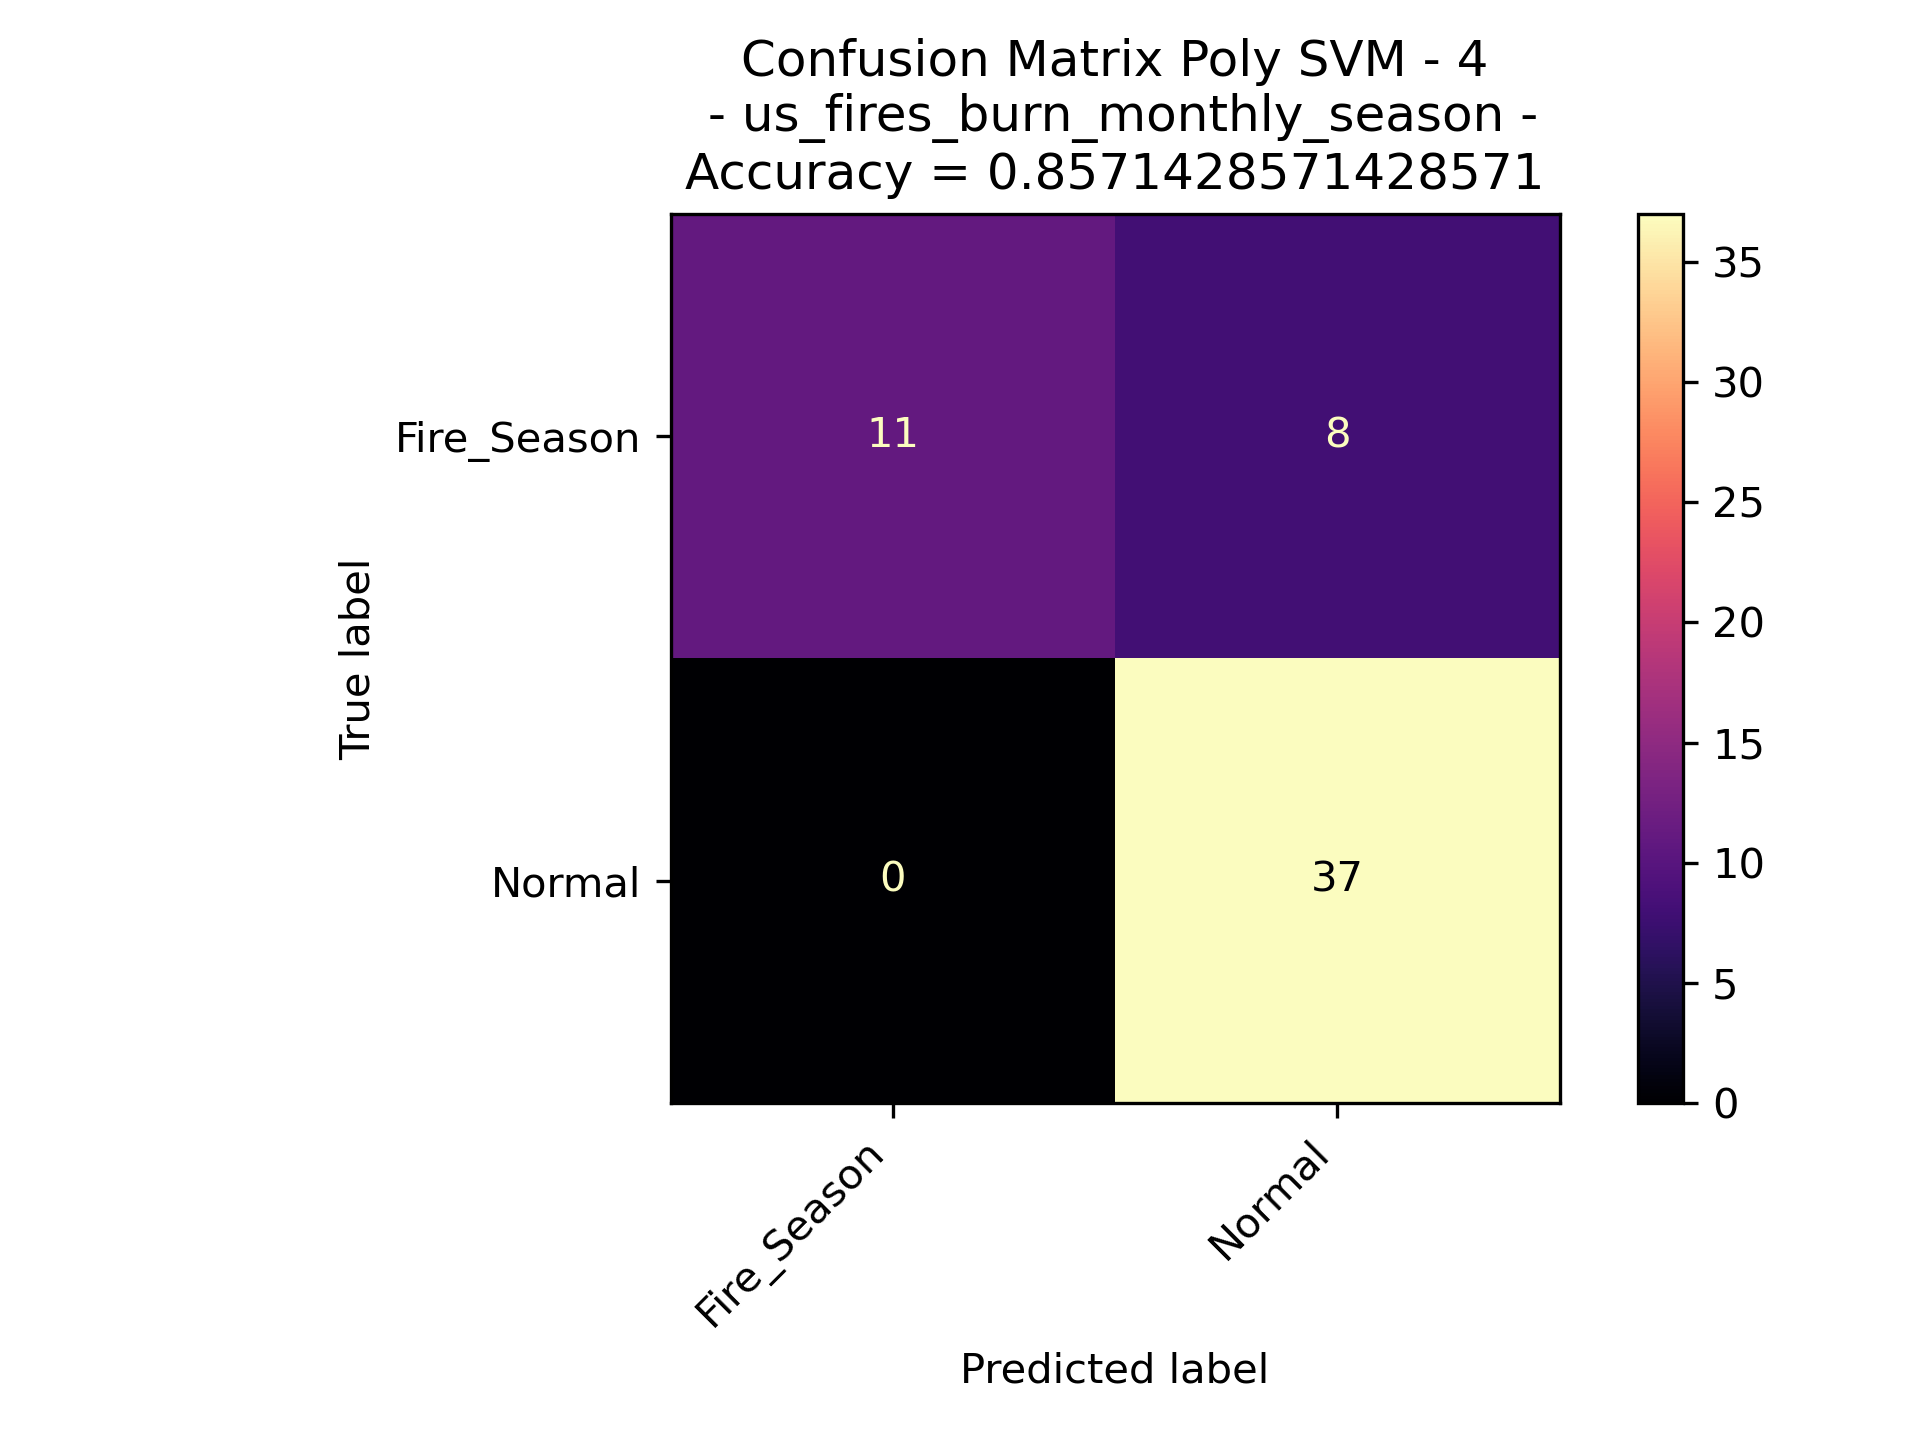 Confusion Matrix Poly SVM - 4
- us_fires_burn_monthly_season -
Accuracy = 0.8571428571428571
35
30
25
20
15
10
5
0
True label
Fire_Season
11
8
Normal
0
37
Fire_Season
Normal
Predicted label